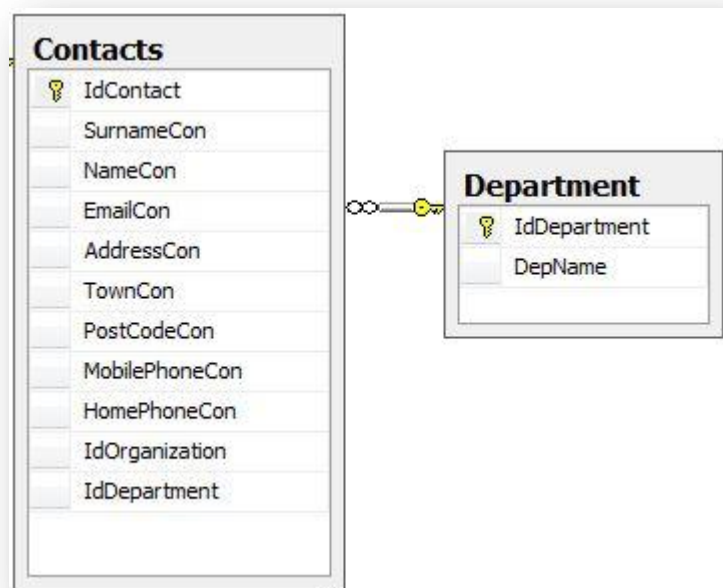 Contacts
IdContact
SurnameCon
NameCon
EmailCon
AddressCon
TownCon
PostCodeCon
MobilePhoneCon
HomePhoneCon
IdOrganization
IdDepartment
Department
IdDepartment
DepName